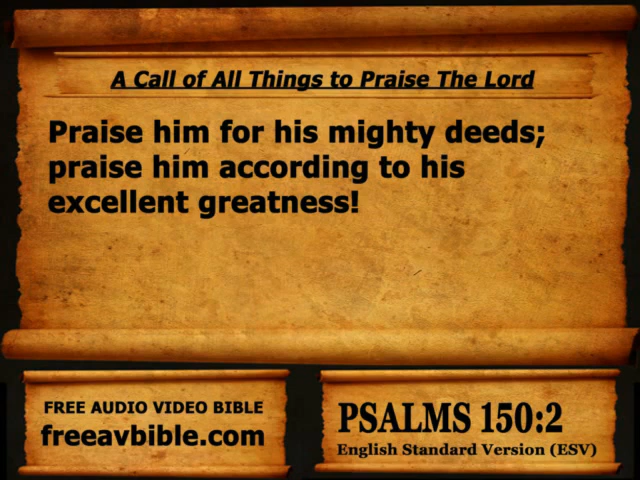 A Call of All Things to Praise The Lord
Praise him for his mighty deeds;
praise him according to his
excellent greatness!
FREE AUDIO VIDEO BIBLE
freeavbible.com
PSALMS 150:2
English Standard Version (ESV)